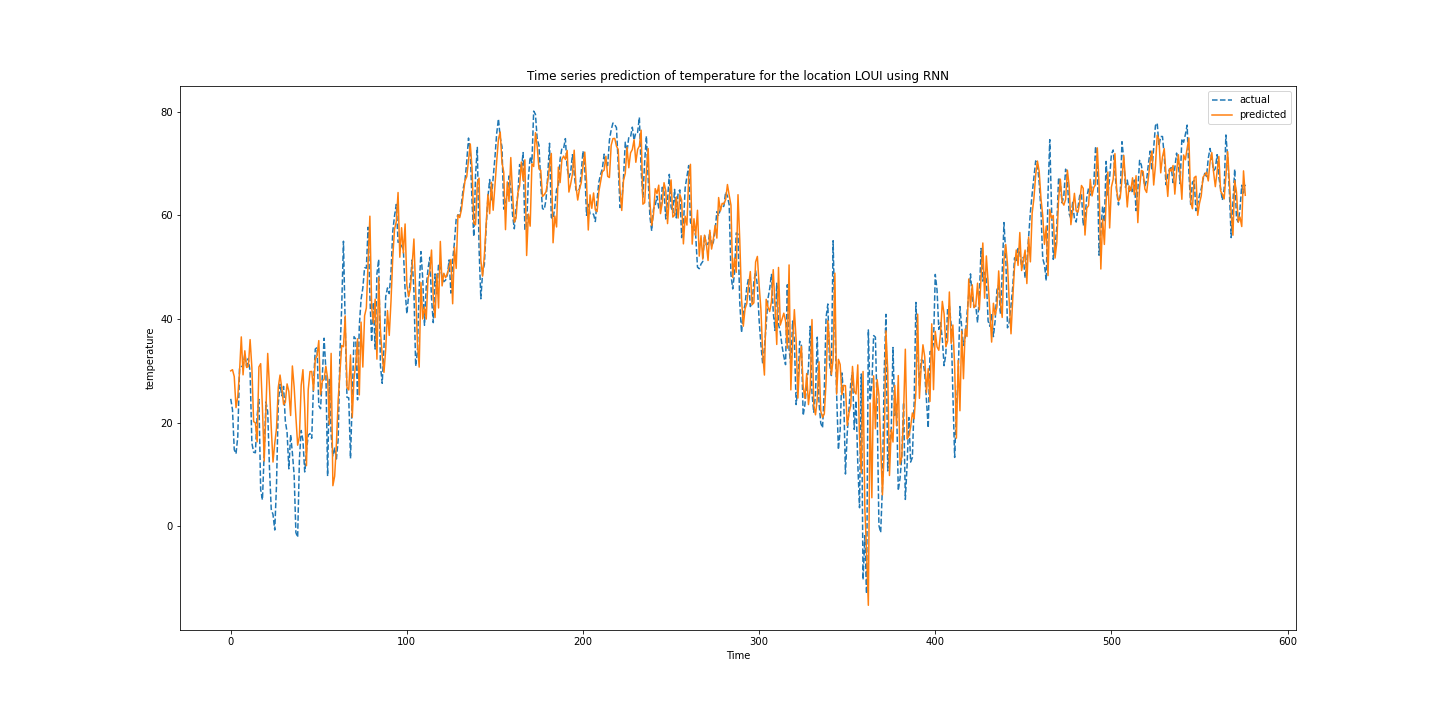 Time series prediction of temperature for the location LOUI using RNN
actual
predicted
80
60
40
20
0
temperature
0 100 200 300 400 500 600
Time